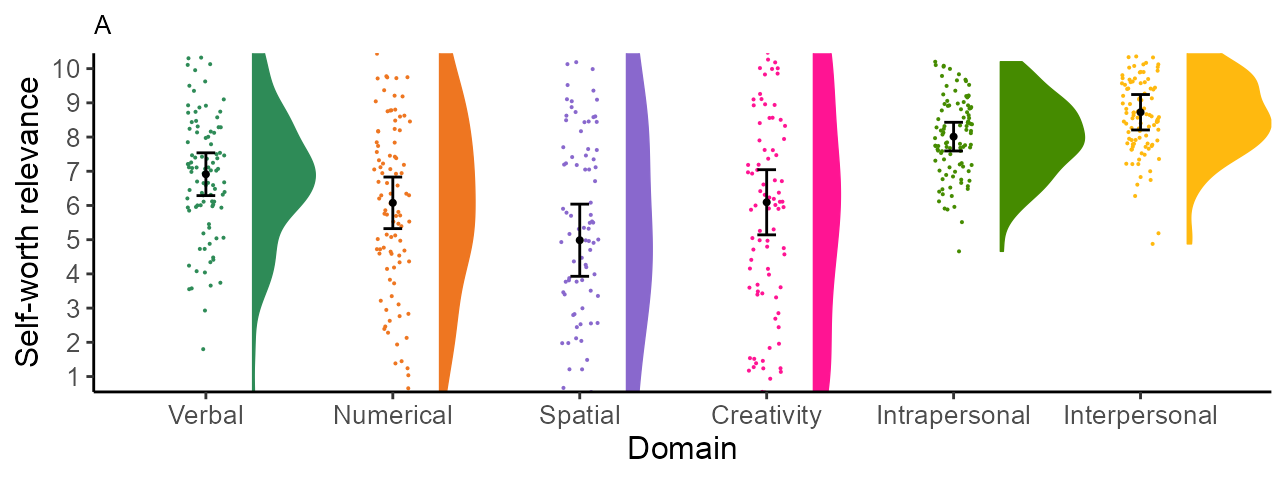 A
Self-worth relevance
10
9
8
7
6
5
4
3
2
1
Verbal Numerical Spatial Creativity Intrapersonal Interpersonal
Domain